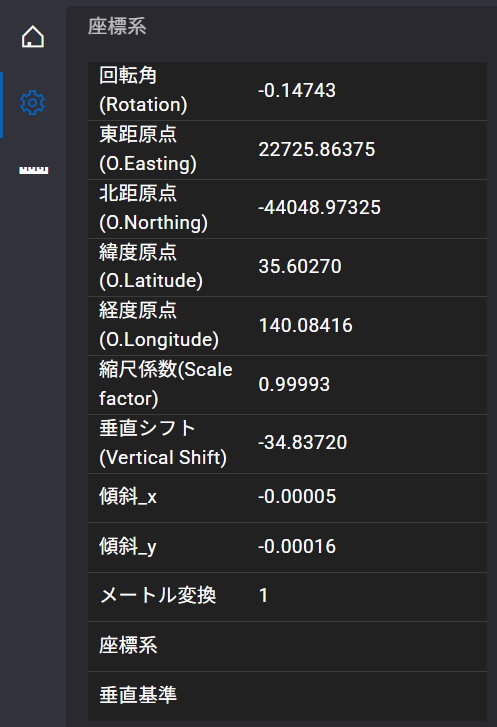 座標系
回転角
(Rotation)
-0.14743
東距原点
(O.Easting)
22725.86375
北距原点
(O.Northing)
-44048.97325
緯度原点
(O.Latitude)
35.60270
経度原点
(O.Longitude)
140.08416
縮尺係数(Scale
factor)
0.99993
垂直シフト
(Vertical Shift)
-34.83720
傾斜_x
-0.00005
傾斜_y
-0.00016
メートル変換
1
座標系
垂直基準